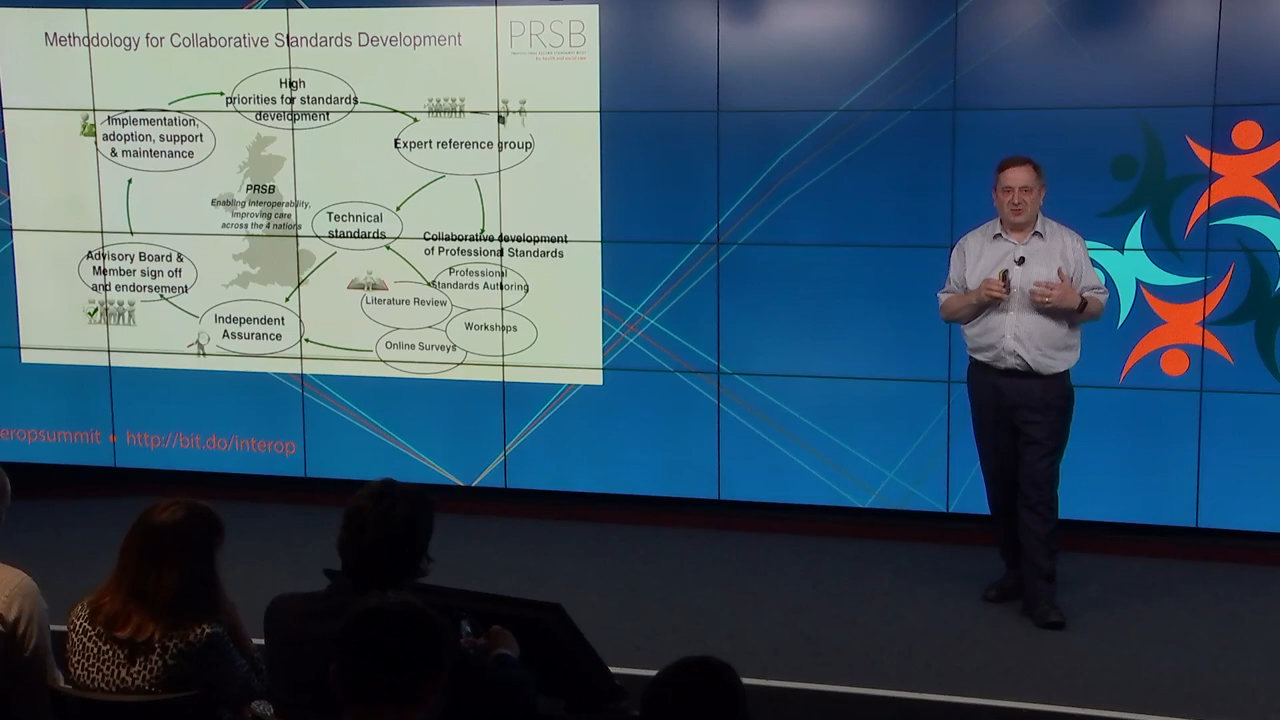 Methodology for Collaborative Standards Development
PRSB
High
priorities for standards
development
Implementation,
adoption, support
& maintenance
Expert reference group
PRSB
Enabling interoperability,
improving care
across the 4 nations
Technical
standards
Collaborative development
of Professional Standards
Professional
Standards Authoring
Advisory Board &
Member sign off
and endorsement
Literature Review
Workshops
Independent
Assurance
Online Surveys
eropsummit • http://bit.do/interop